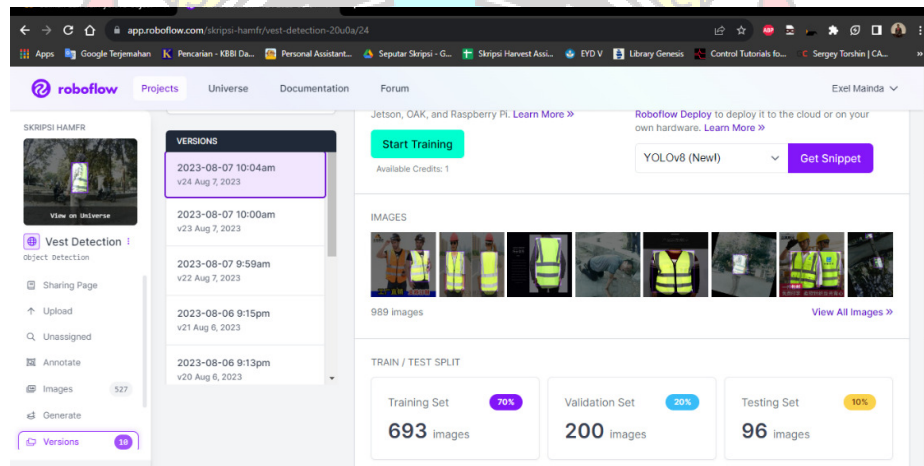 app.roboflow.com/skripsi-hamfr/vest-detection-20u0a/24
Apps Google Terjemahan Pencarian - KBBI Da... Personal Assistant... Seputar Skripsi - G... Skripsi Harvest Assi... EYD V Library Genesis Control Tutorials fo... Sergey Torshin | CA...
roboflow Projects Universe Documentation Forum Exel Mainda
SKRIPSI HAMFR
View on Universe
Vest Detection
Object Detection
Sharing Page
Upload
Unassigned
Annotate
Images 527
Generate
Versions 10
VERSIONS
2023-08-07 10:04am
v24 Aug 7, 2023
2023-08-07 10:00am
v23 Aug 7, 2023
2023-08-07 9:59am
v22 Aug 7, 2023
2023-08-06 9:15pm
v21 Aug 6, 2023
2023-08-06 9:13pm
v20 Aug 6, 2023
Jetson, OAK, and Raspberry Pi. Learn More »
Start Training
Available Credits: 1
Roboflow Deploy to deploy it to the cloud or on your
own hardware. Learn More »
YOLOv8 (New!) Get Snippet
IMAGES
989 images View All Images »
TRAIN / TEST SPLIT
Training Set 70%
693 images
Validation Set 20%
200 images
Testing Set 10%
96 images